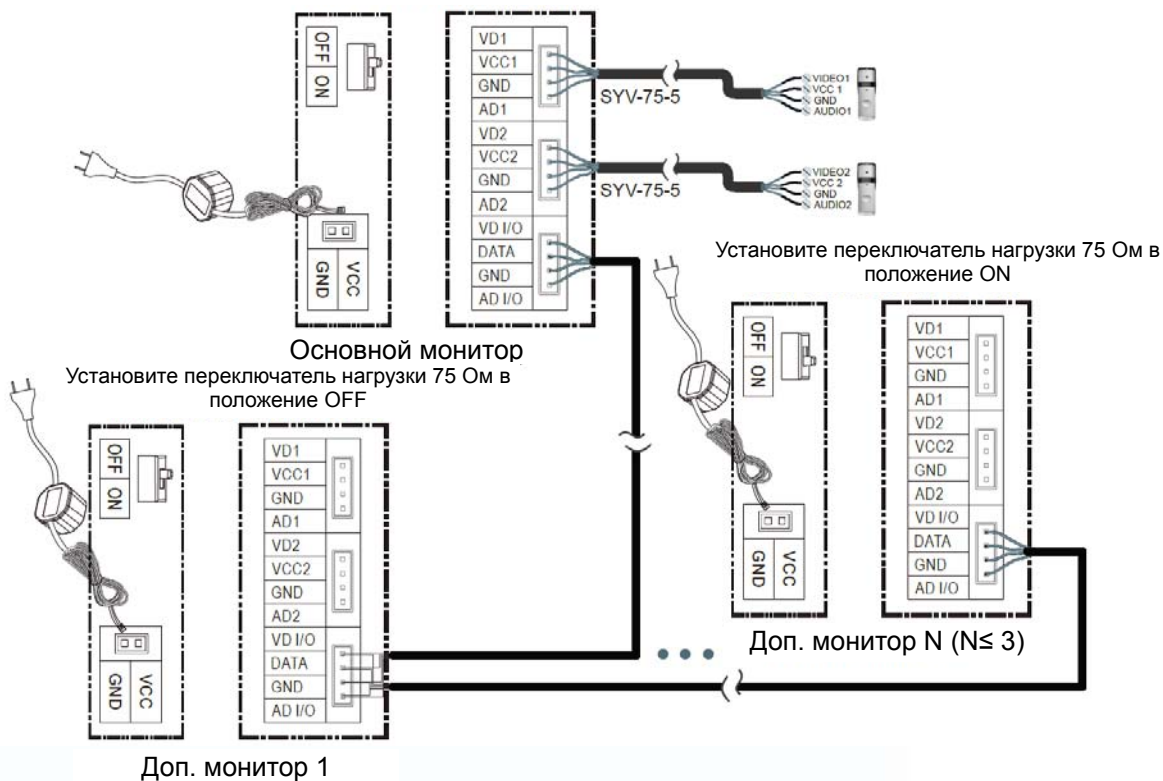 OFF
ON
GND
VCC
VD1
VCC1
GND
AD1
VD2
VCC2
GND
AD2
VD I/O
DATA
GND
AD I/O
SYV-75-5
SYV-75-5
VIDEO1
VCC 1
GND
AUDIO1
VIDEO2
VCC 2
GND
AUDIO2
Основной монитор
Установите переключатель нагрузки 75 Ом в
положение ON
OFF
ON
GND
VCC
VD1
VCC1
GND
AD1
VD2
VCC2
GND
AD2
VD I/O
DATA
GND
AD I/O
Доп. монитор N (N≤ 3)
Установите переключатель нагрузки 75 Ом в
положение OFF
OFF
ON
GND
VCC
VD1
VCC1
GND
AD1
VD2
VCC2
GND
AD2
VD I/O
DATA
GND
AD I/O
Доп. монитор 1